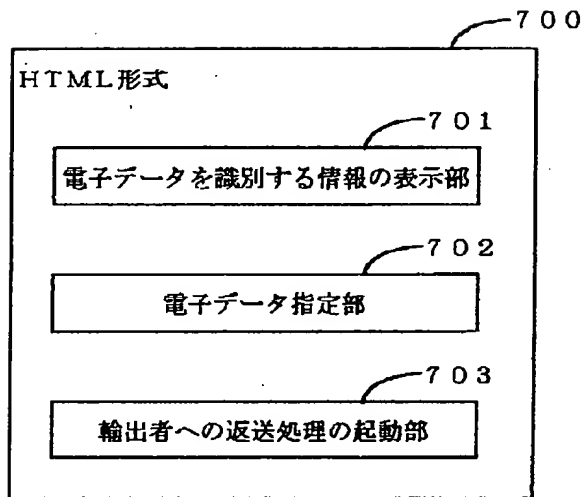 ７００
ＨＴＭＬ形式
７０１
電子データを識別する情報の表示部
７０２
電子データ指定部
７０３
輸出者への返送処理の起動部